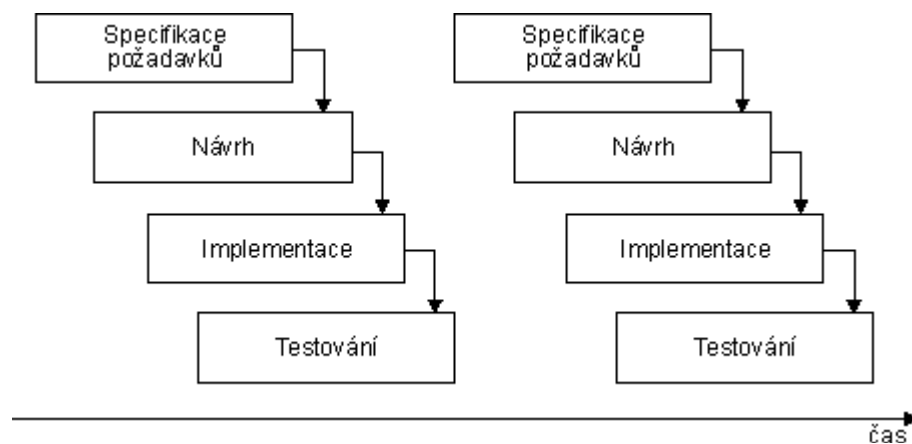 Specifikace
požadavků
Návrh
Implementace
Testování
Specifikace
požadavků
Návrh
Implementace
Testování
čas